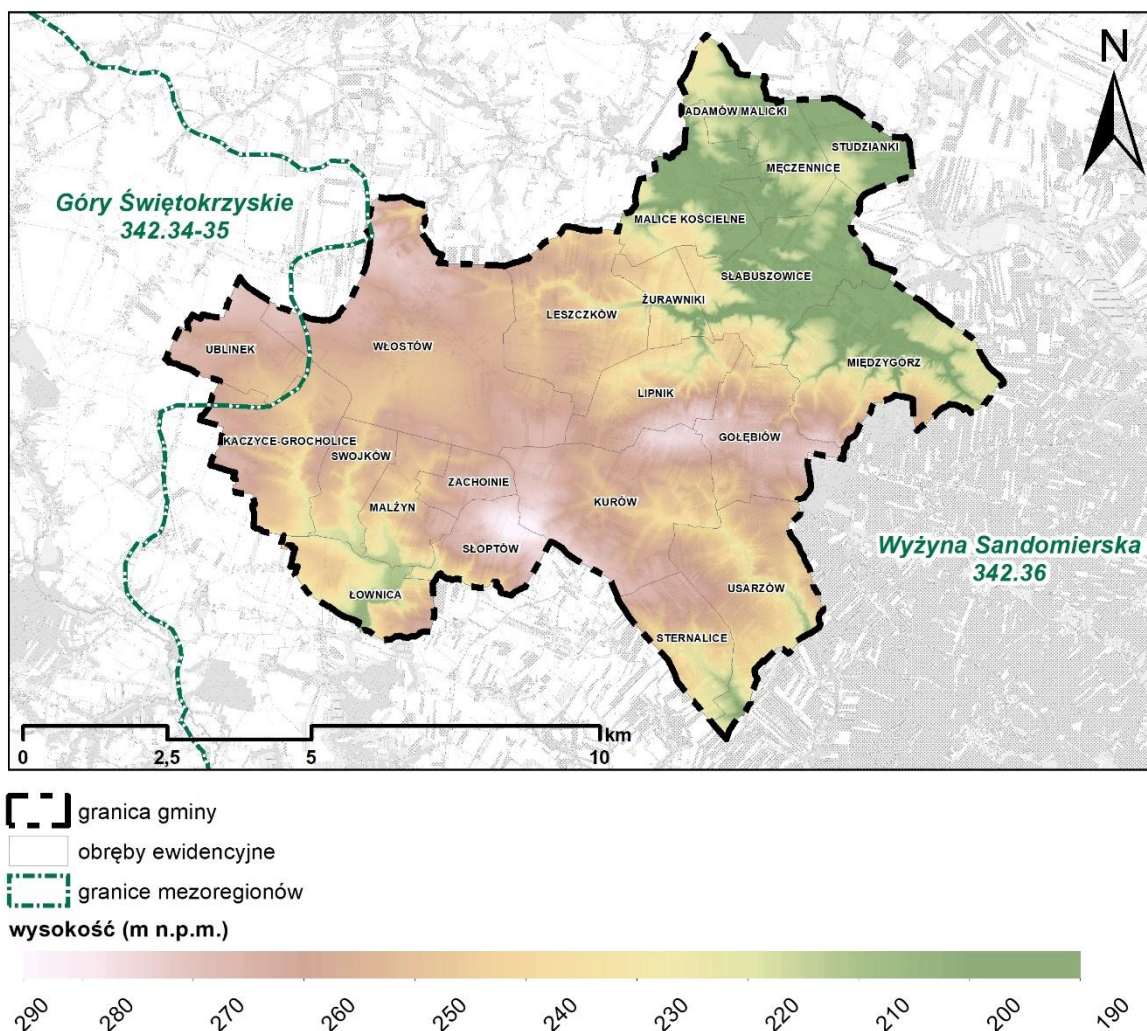 N
ADAMÓW MALICKI
STUDZIANKI
MĘCZENNICE
Góry Świętokrzyskie
342.34-35
MALICE KOŚCIELNE
SŁABUSZOWICE
ŻURAWNIKI
LESZCZKÓW
WŁOSTÓW
UBLINEK
MIĘDZYGÓRZ
LIPNIK
GOŁĘBIÓW
KACZYCE-GROCHOLICE
SWOJKÓW
ZACHOINIE
KURÓW
MALŻYN
SŁOPTÓW
Wyżyna Sandomierska
342.36
USARZÓW
ŁOWNICA
STERNALICE
km
0 2,5 5 10
granica gminy
obręby ewidencyjne
granice mezoregionów
wysokość (m n.p.m.)
290 280 270 260 250 240 230 220 210 200 190